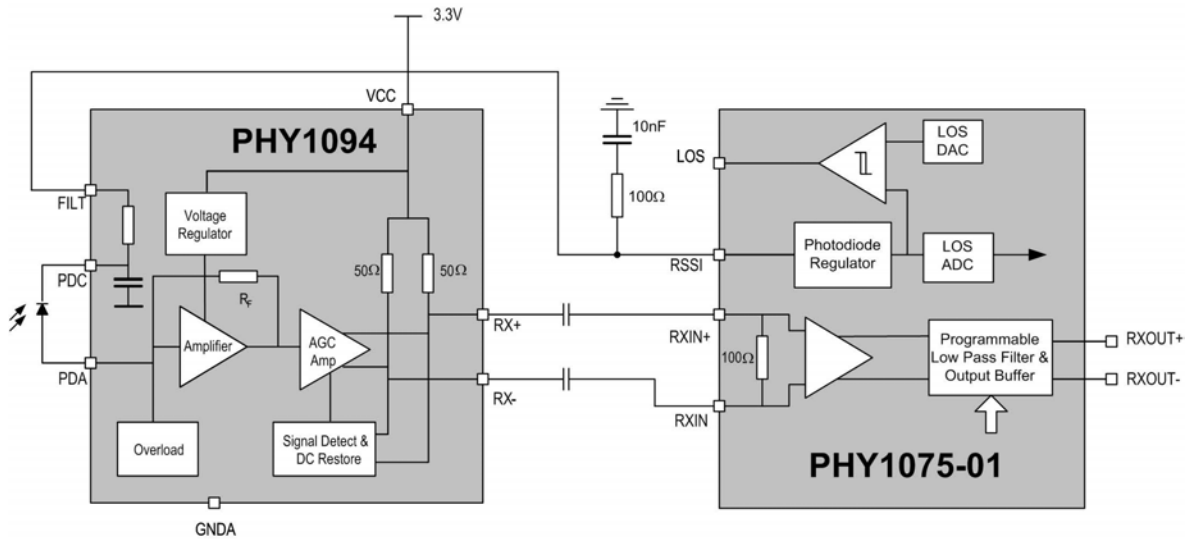 3.3V
VCC
PHY1094
FILT
Voltage
Regulator
PDC
50Ω
50Ω
RF
Amplifier
AGC
Amp
PDA
RX+
RX-
Overload
Signal Detect &
DC Restore
GNDA
10nF
100Ω
LOS
LOS
DAC
RSSI
Photodiode
Regulator
LOS
ADC
RXIN+
100Ω
Programmable
Low Pass Filter &
Output Buffer
RXOUT+
RXOUT-
RXIN
PHY1075-01